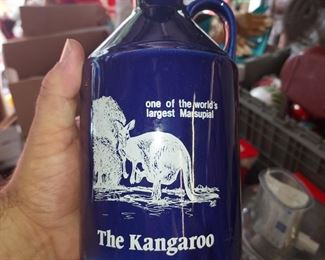 one of the world's
largest Marsupial
The Kangaroo